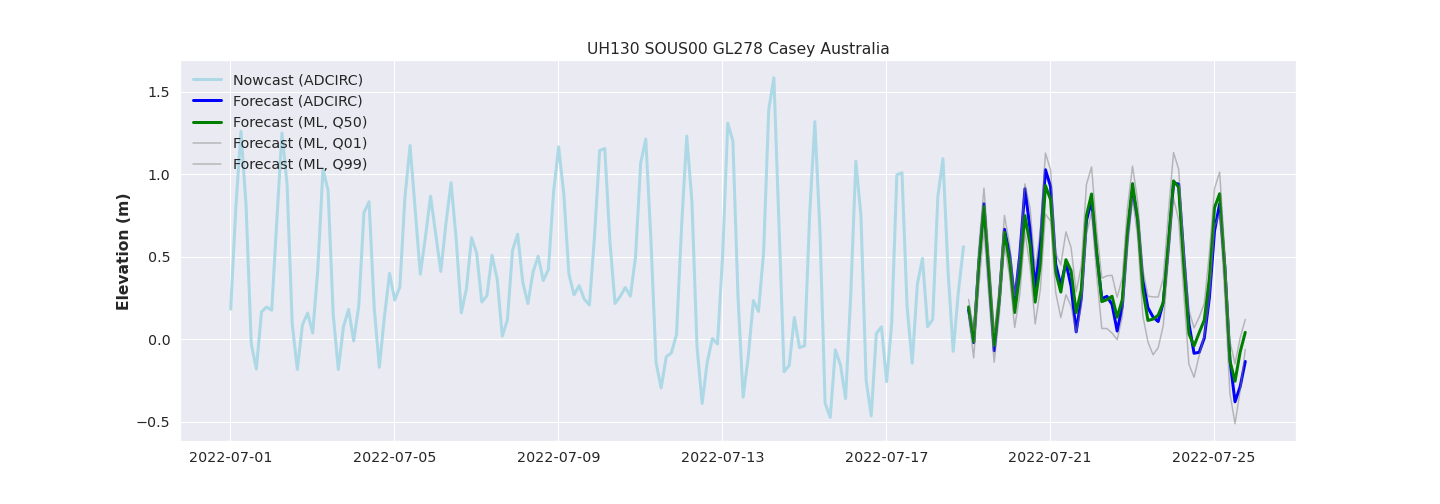 UH130 SOUS00 GL278 Casey Australia
Nowcast (ADCIRC)
Forecast (ADCIRC)
Forecast (ML, Q50)
Forecast (ML, Q01)
Forecast (ML, Q99)
Elevation (m)
1.5
1.0
0.5
0.0
−0.5
2022-07-01 2022-07-05 2022-07-09 2022-07-13 2022-07-17 2022-07-21 2022-07-25